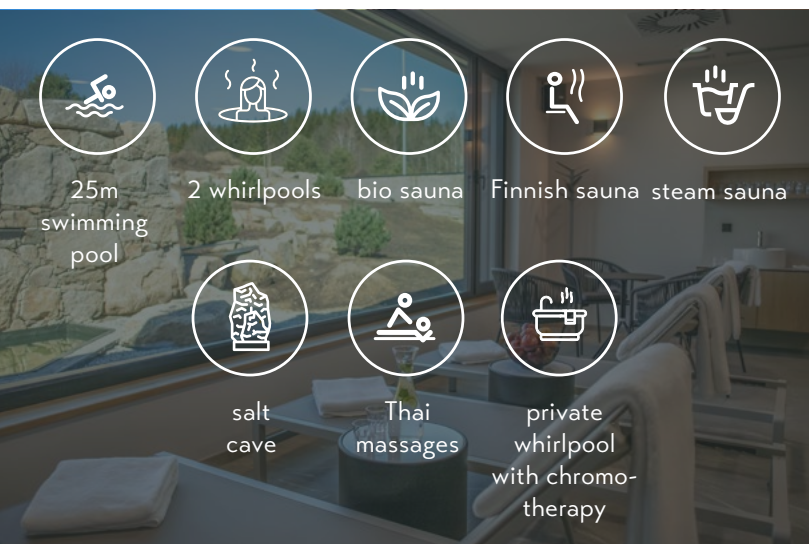 25m
swimming
pool
2 whirlpools
bio sauna
Finnish sauna
steam sauna
salt
cave
Thai
massages
private
whirlpool
with chromo-
therapy